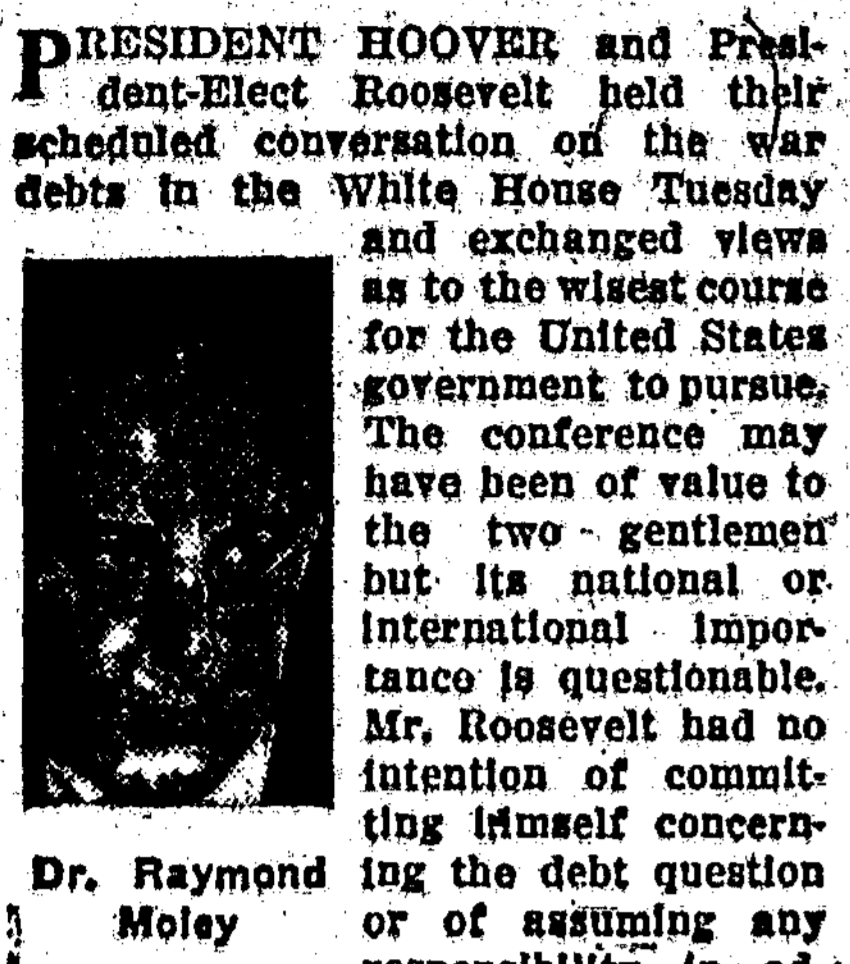 PRESIDENT HOOVER and Presi-
dent-Elect Roosevelt held their
scheduled conversation on the war
debts in the White House Tuesday
and exchanged views
as to the wisest course
for the United States
government to pursue.
The conference may
have been of value to
the two gentlemen
but its national or
international impor-
tance is questionable.
Mr. Roosevelt had no
intention of commit-
ting himself concern-
ing the debt question
or of assuming any
responsibility in ad-
Dr. Raymond
Moley